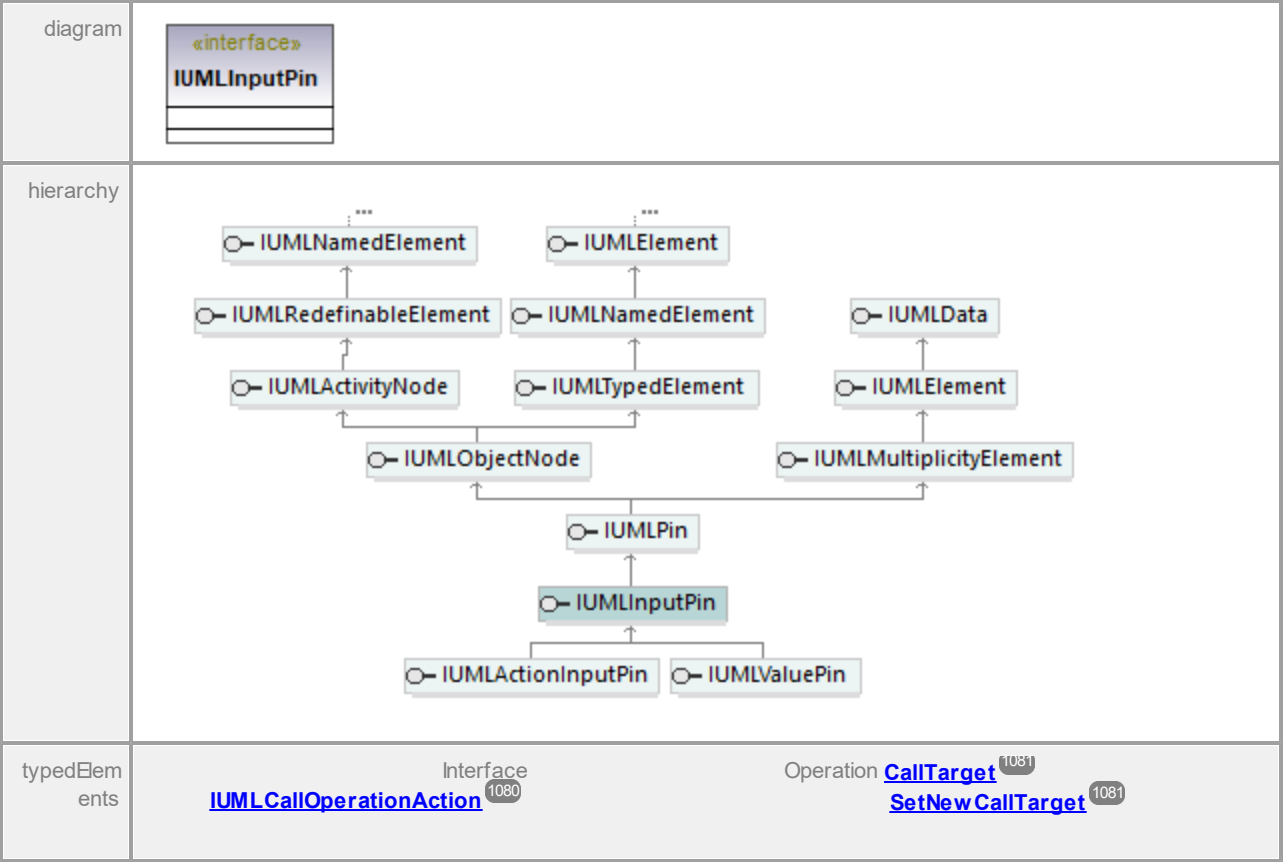 diagram
«interface»
IUMLInputPin
hierarchy
... ...
IUMLNamedElement IUMLElement
IUMLRedefinableElement IUMLNamedElement IUMLData
IUMLActivityNode IUMLTypedElement IUMLElement
IUMLObjectNode IUMLMultiplicityElement
IUMLPin
IUMLInputPin
IUMLActionInputPin IUMLValuePin
typedElem
ents
Interface
IUMLCallOperationAction 1080
Operation CallTarget 1081
SetNewCallTarget 1081